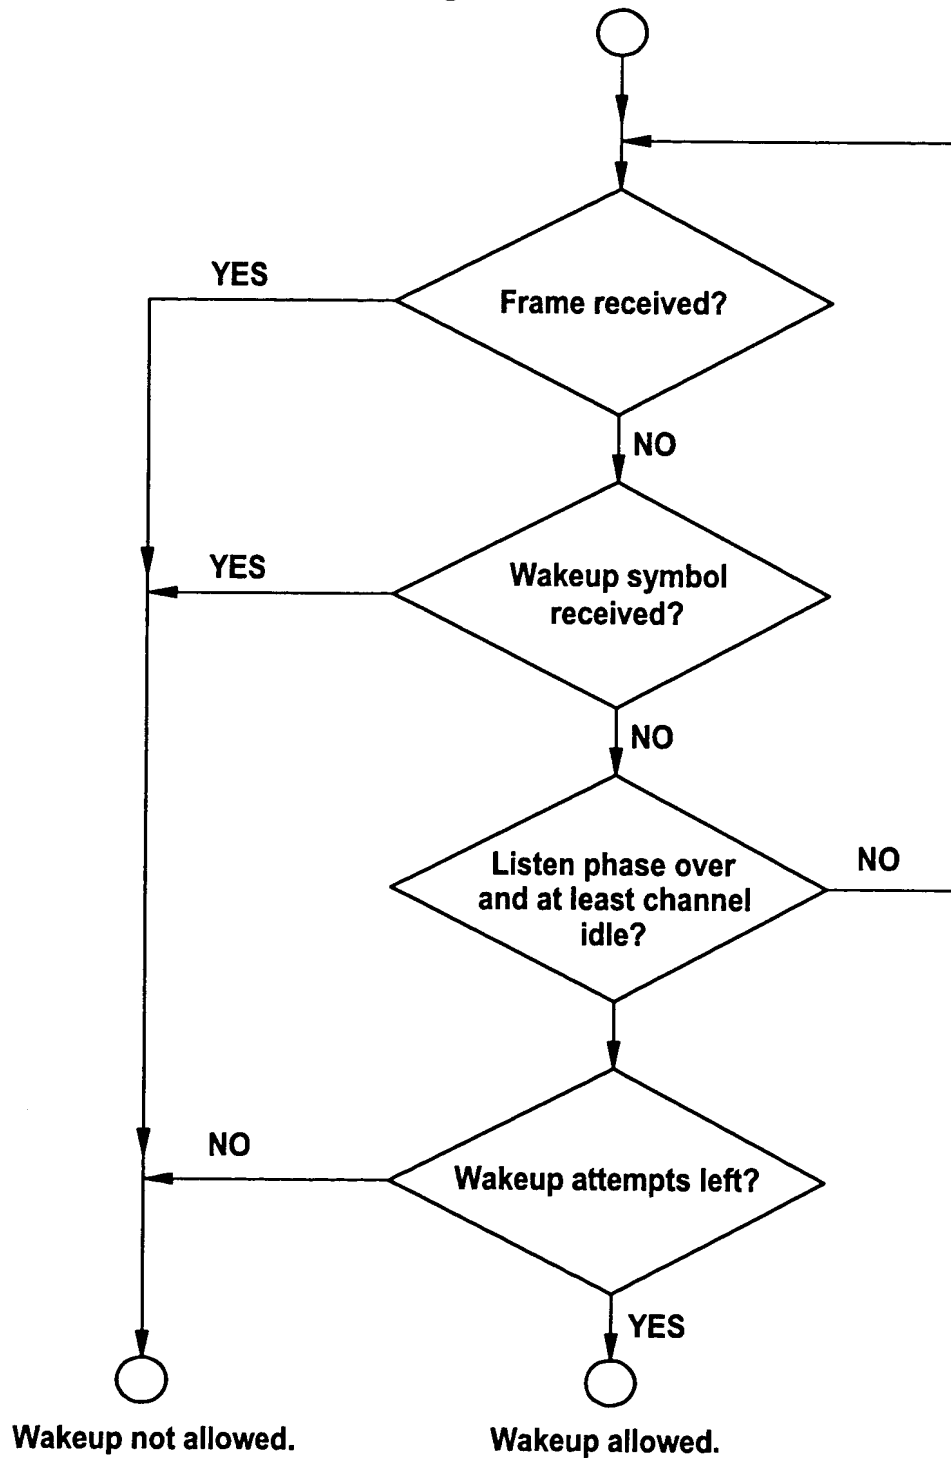 YES
Frame received?
NO
YES
Wakeup symbol
received?
NO
Listen phase over
and at least channel
idle?
NO
NO
Wakeup attempts left?
YES
Wakeup not allowed.
Wakeup allowed.